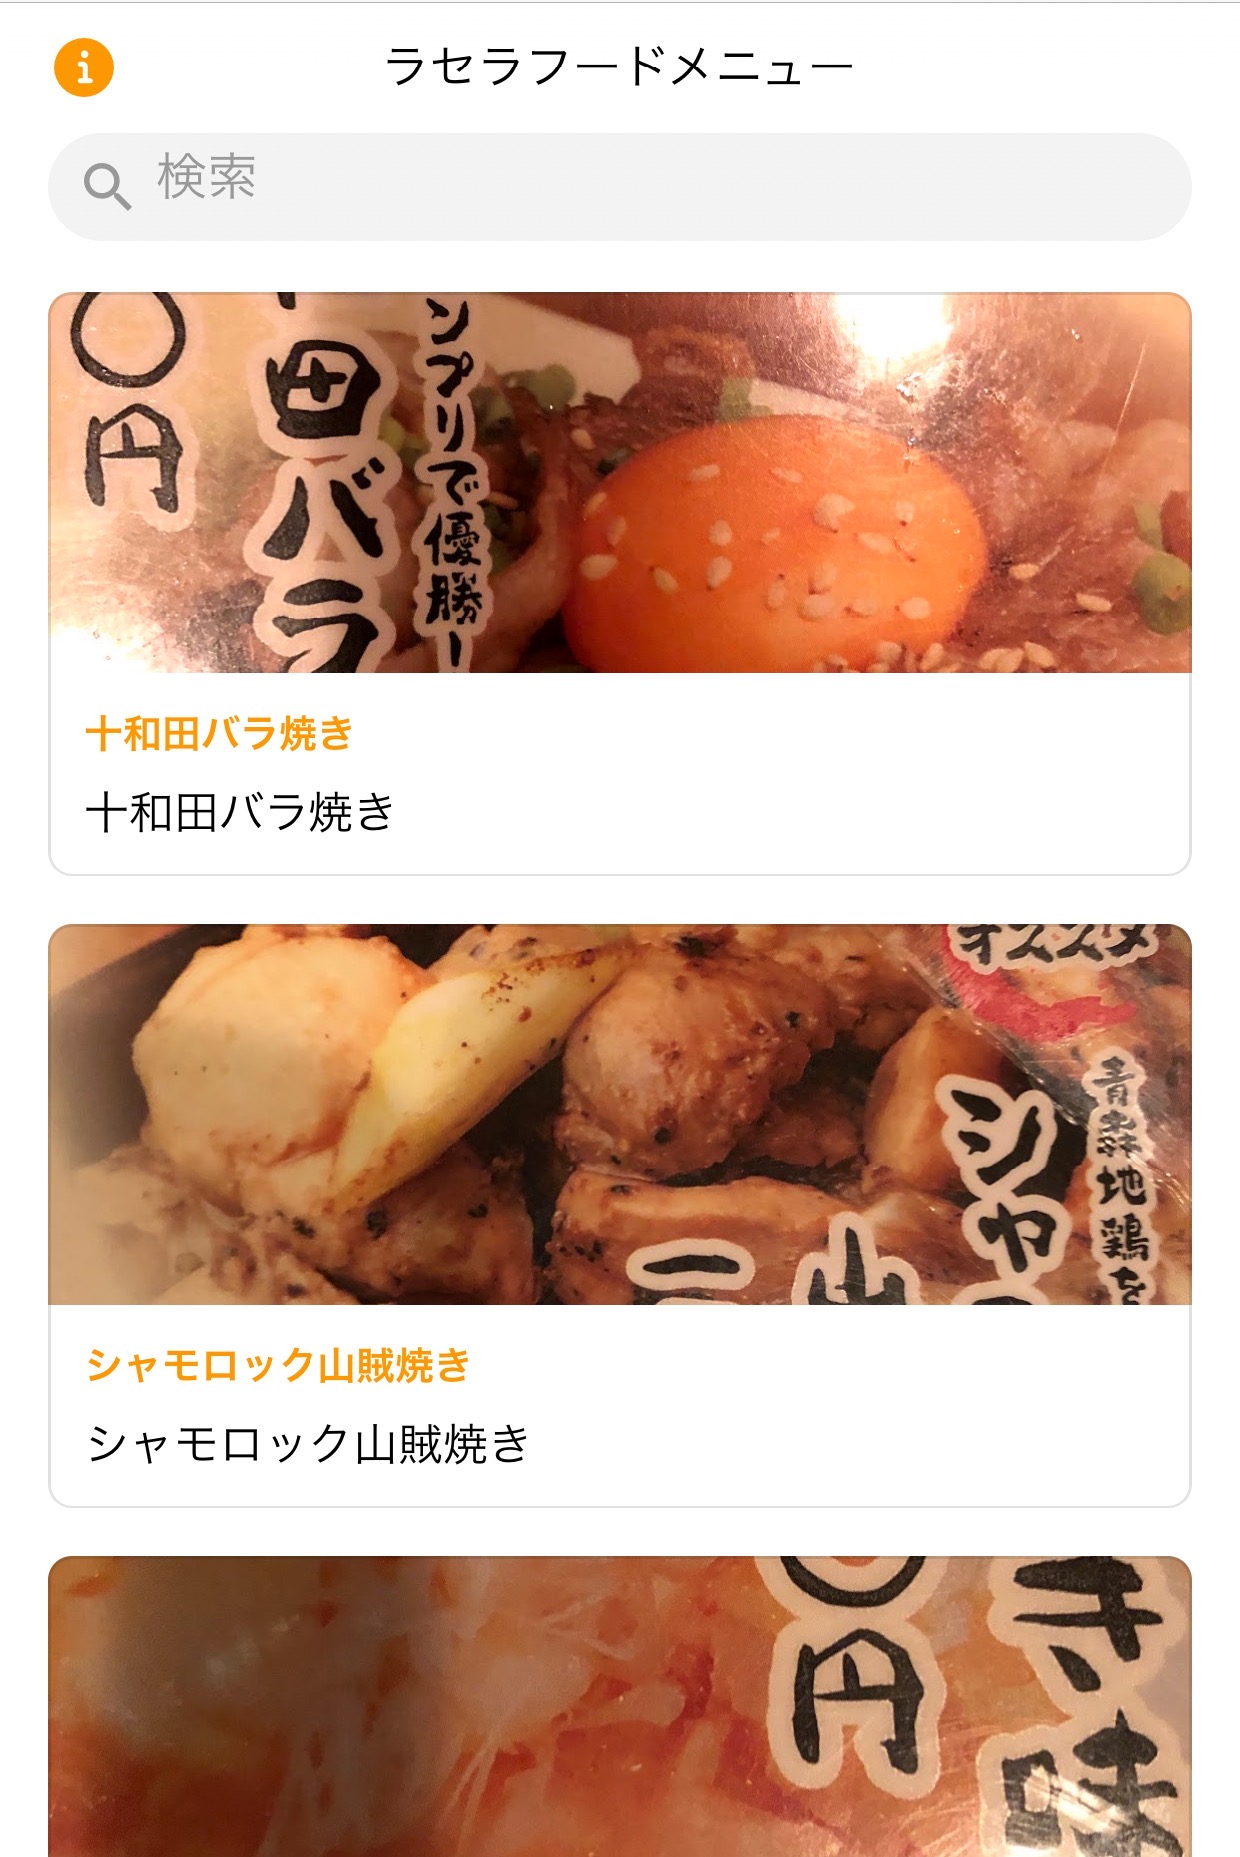 ラセラフードメニュー
検索
ンプリで優勝!
田バラ
〇円
十和田バラ焼き
十和田バラ焼き
オススメ
青森地鶏を
シャ
山
シャモロック山賊焼き
シャモロック山賊焼き
き味
〇円